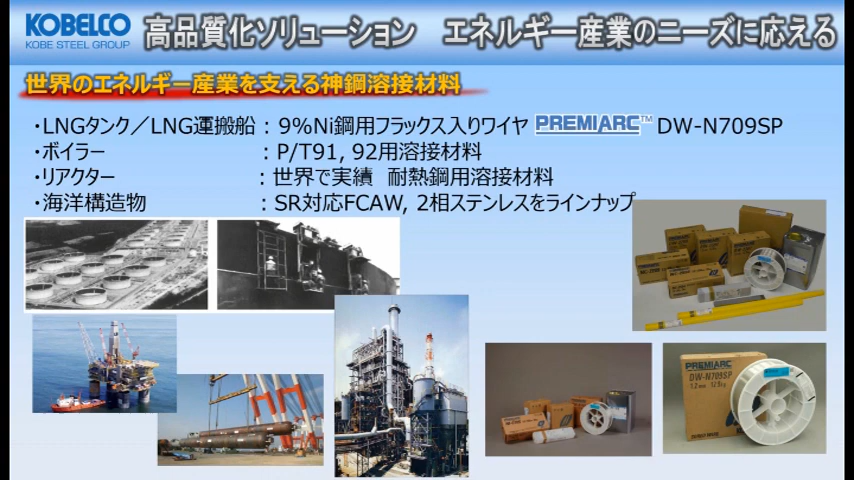 KOBELCO
KOBE STEEL GROUP
高品質化ソリューション　エネルギー産業のニーズに応える
世界のエネルギー産業を支える神鋼溶接材料
・LNGタンク／LNG運搬船 : 9%Ni鋼用フラックス入りワイヤ PREMIARC™ DW-N709SP
・ボイラー : P/T91, 92用溶接材料
・リアクター : 世界で実績 耐熱鋼用溶接材料
・海洋構造物 : SR対応FCAW, 2相ステンレスをラインナップ
PREMIARC
DW-N709SP